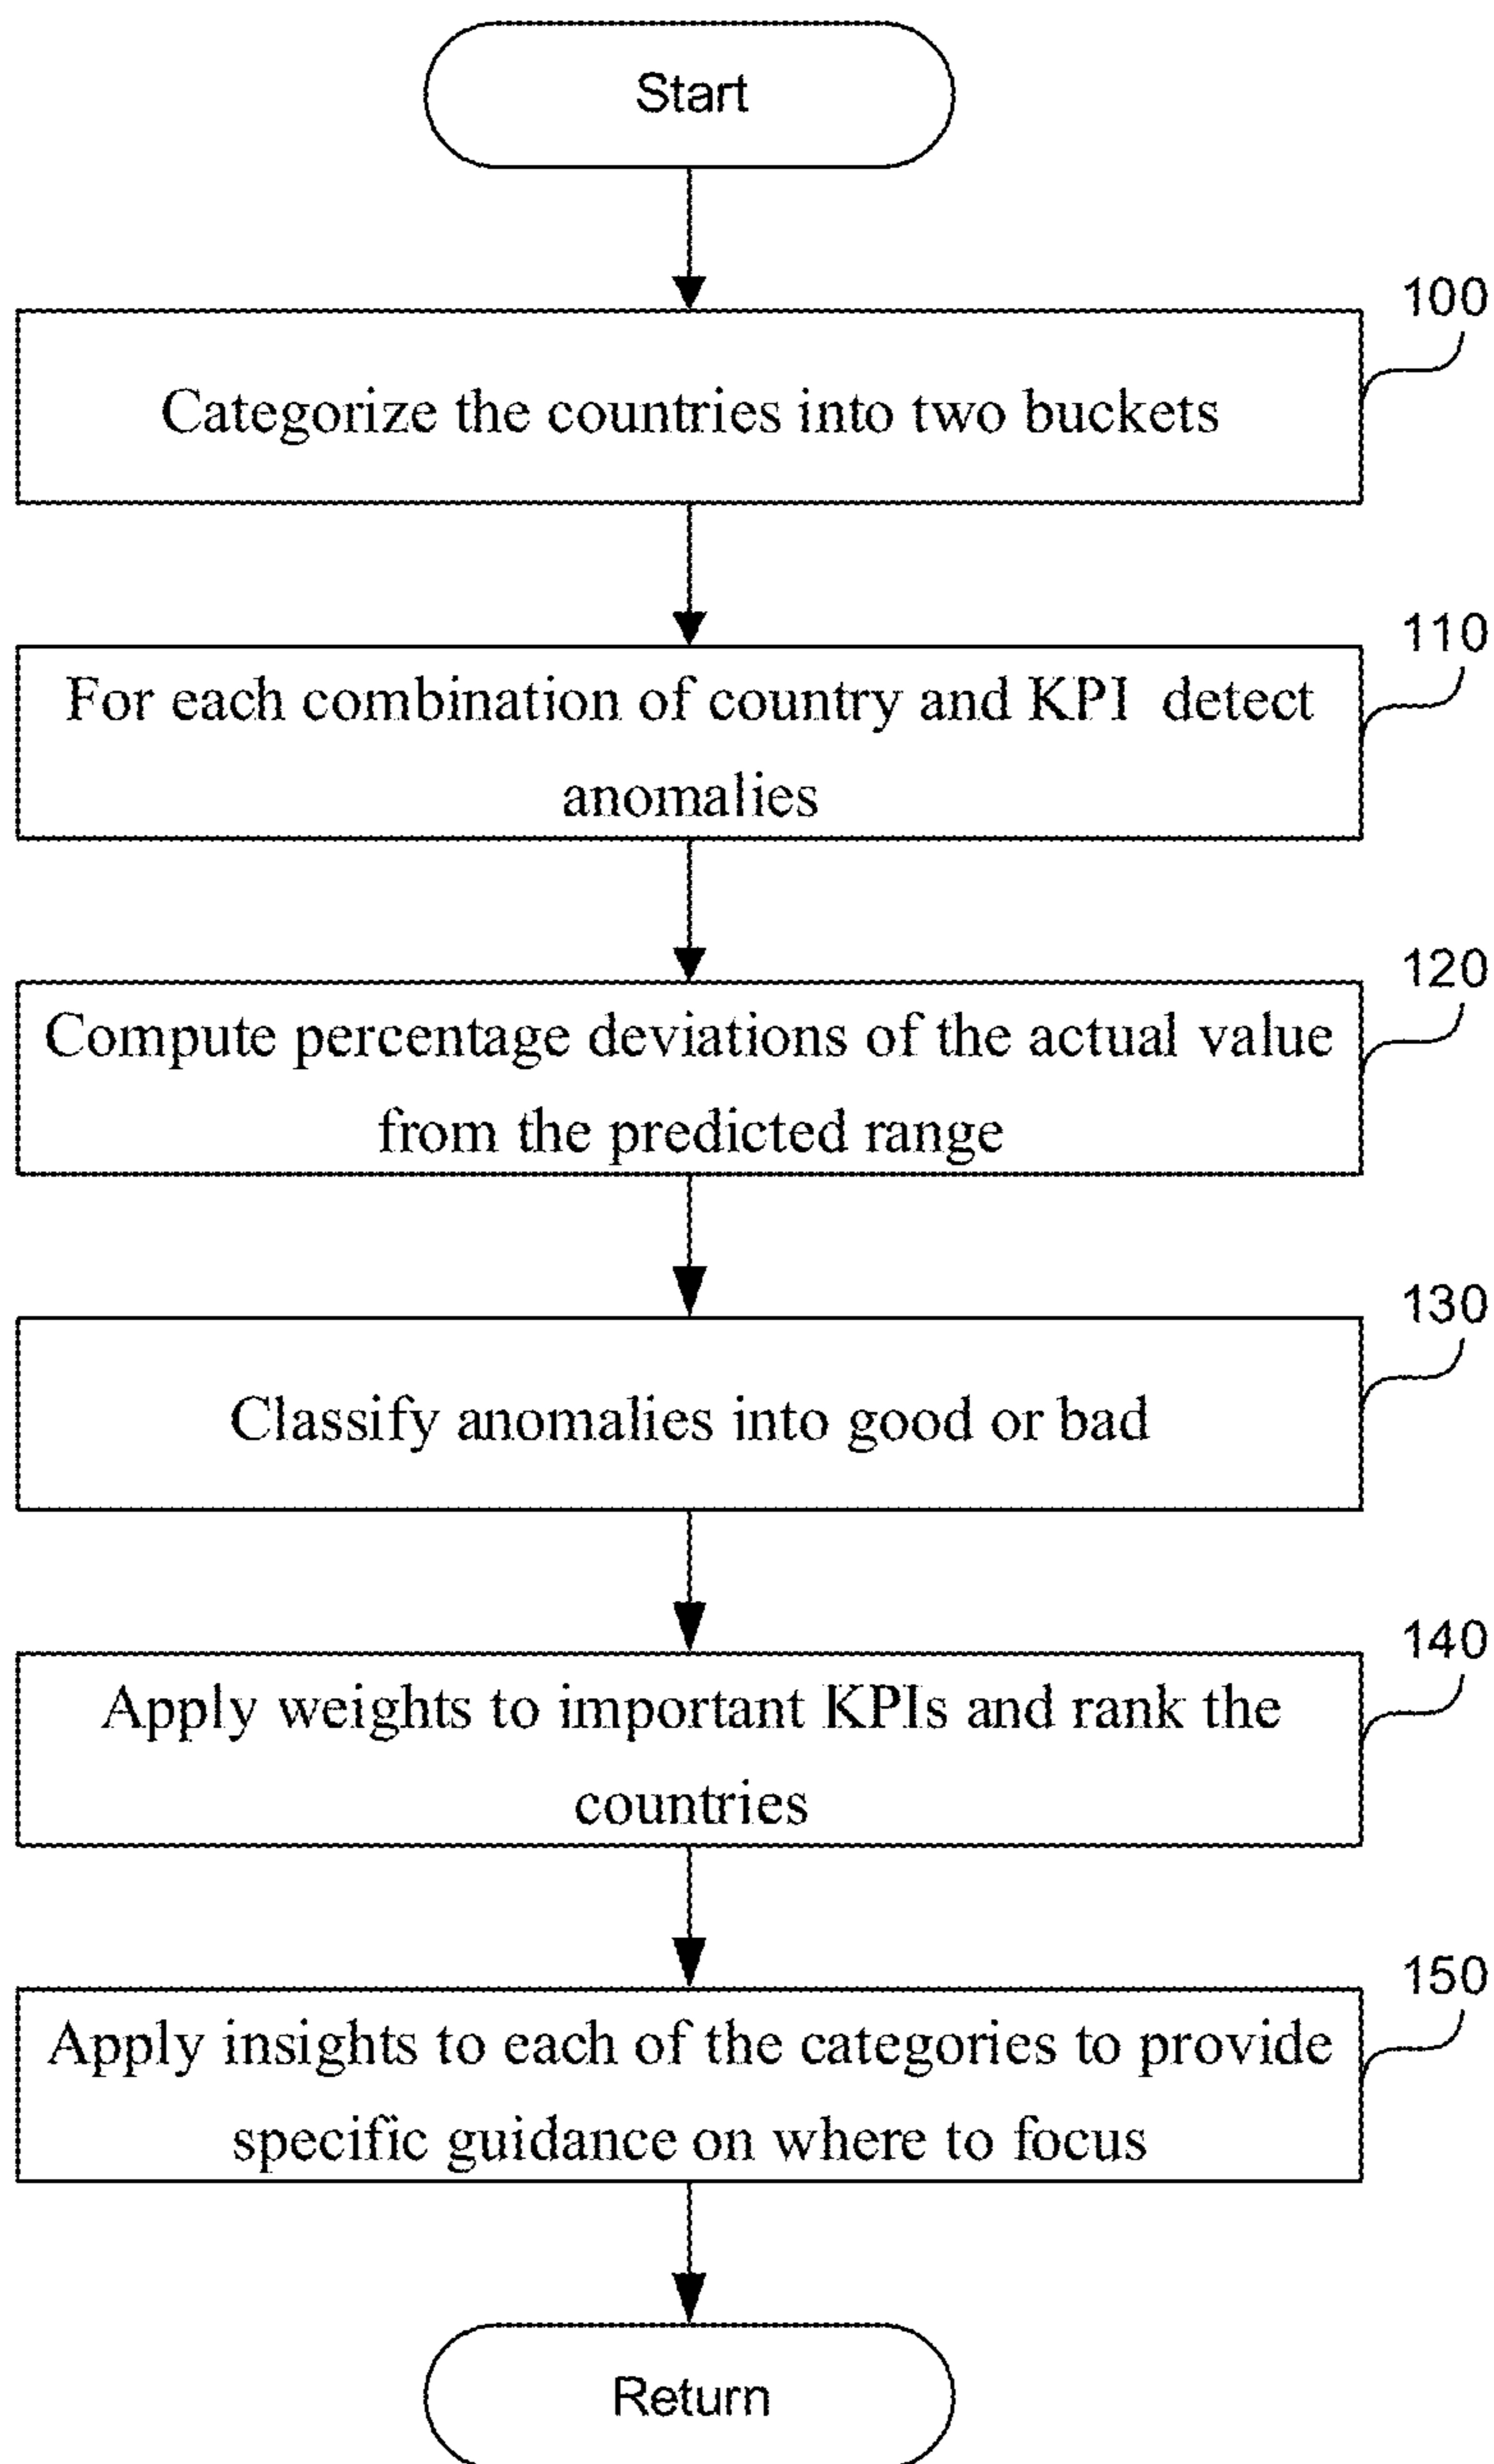 Start
100
Categorize the countries into two buckets
110
For each combination of country and KPI detect
anomalies
120
Compute percentage deviations of the actual value
from the predicted range
130
Classify anomalies into good or bad
140
Apply weights to important KPIs and rank the
countries
150
Apply insights to each of the categories to provide
specific guidance on where to focus
Return